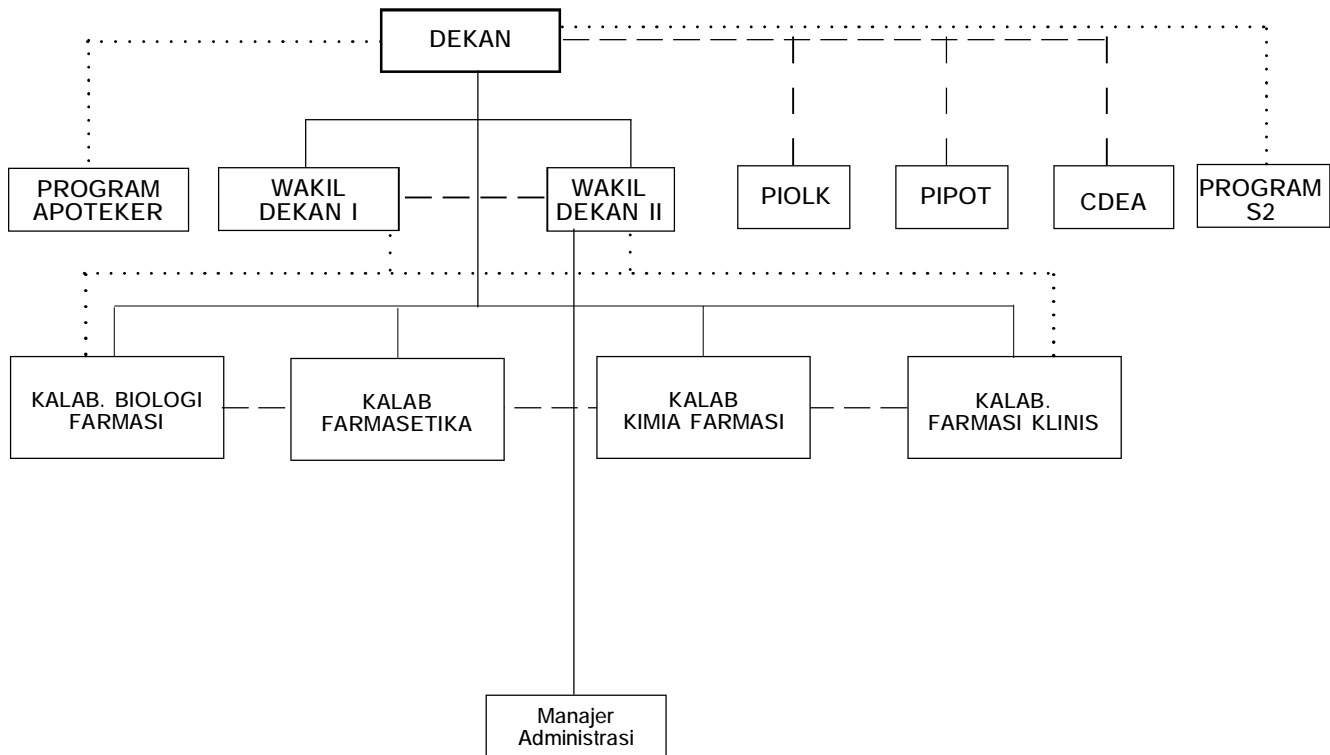 DEKAN
PROGRAM
APOTEKER
WAKIL
DEKAN I
WAKIL
DEKAN II
PIOLK
PIPOT
CDEA
PROGRAM
S2
KALAB. BIOLOGI
FARMASI
KALAB
FARMASETIKA
KALAB
KIMIA FARMASI
KALAB.
FARMASI KLINIS
Manajer
Administrasi